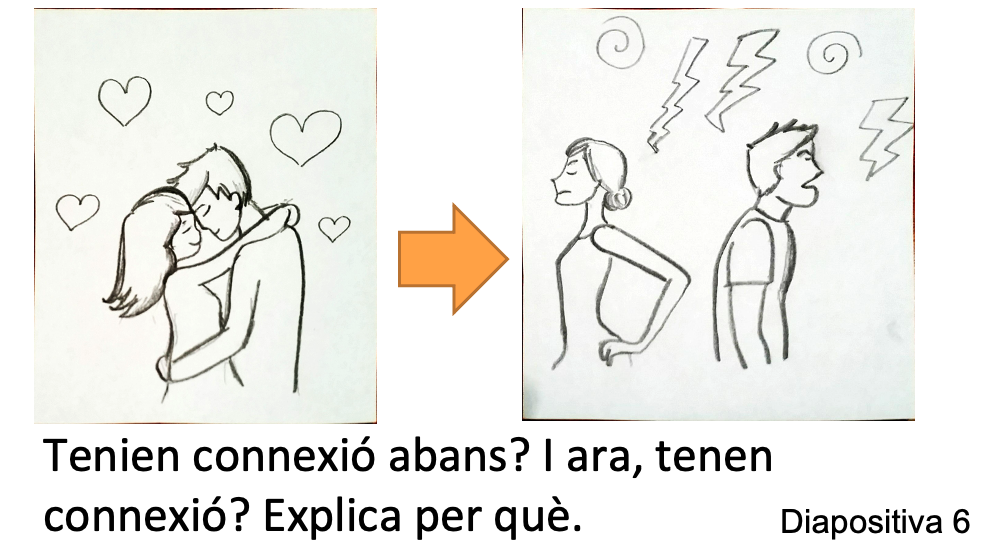 Tenien connexió abans? I ara, tenen
connexió? Explica per què.
Diapositiva 6